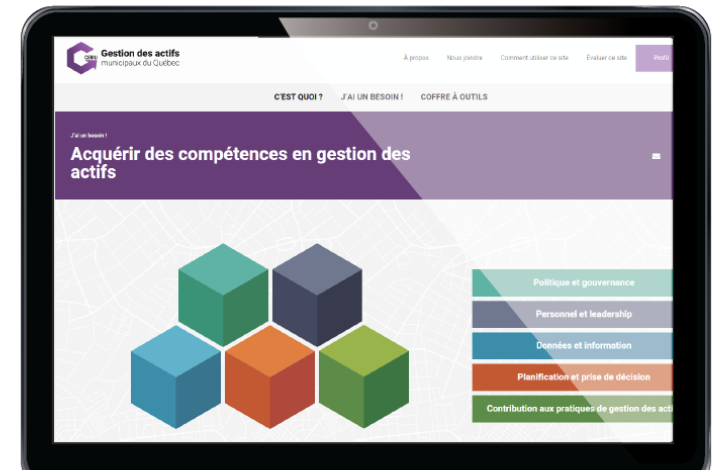 CERIU
Gestion des actifs
municipaux du Québec
À propos Nous joindre Comment utiliser ce site Évaluer ce site Profil
C'EST QUOI ? J'AI UN BESOIN ! COFFRE À OUTILS
J'ai un besoin !
Acquérir des compétences en gestion des
actifs
Politique et gouvernance
Personnel et leadership
Données et information
Planification et prise de décision
Contribution aux pratiques de gestion des acti